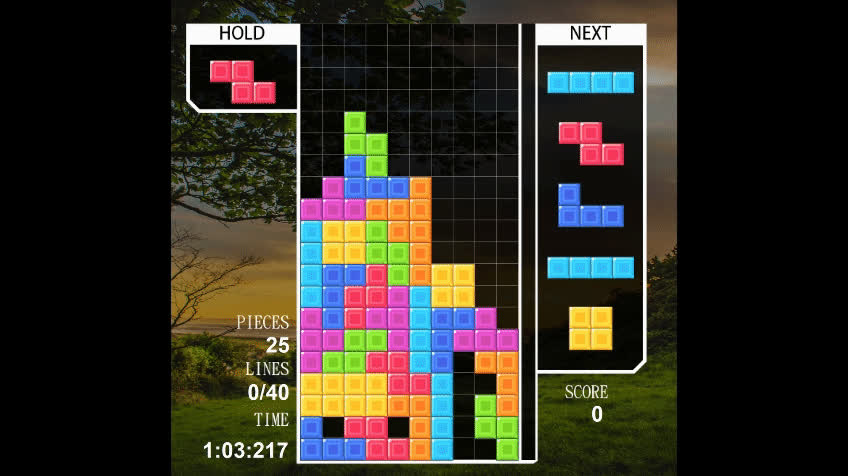 HOLD
NEXT
PIECES
25
LINES
0/40
TIME
1:03:217
SCORE
0